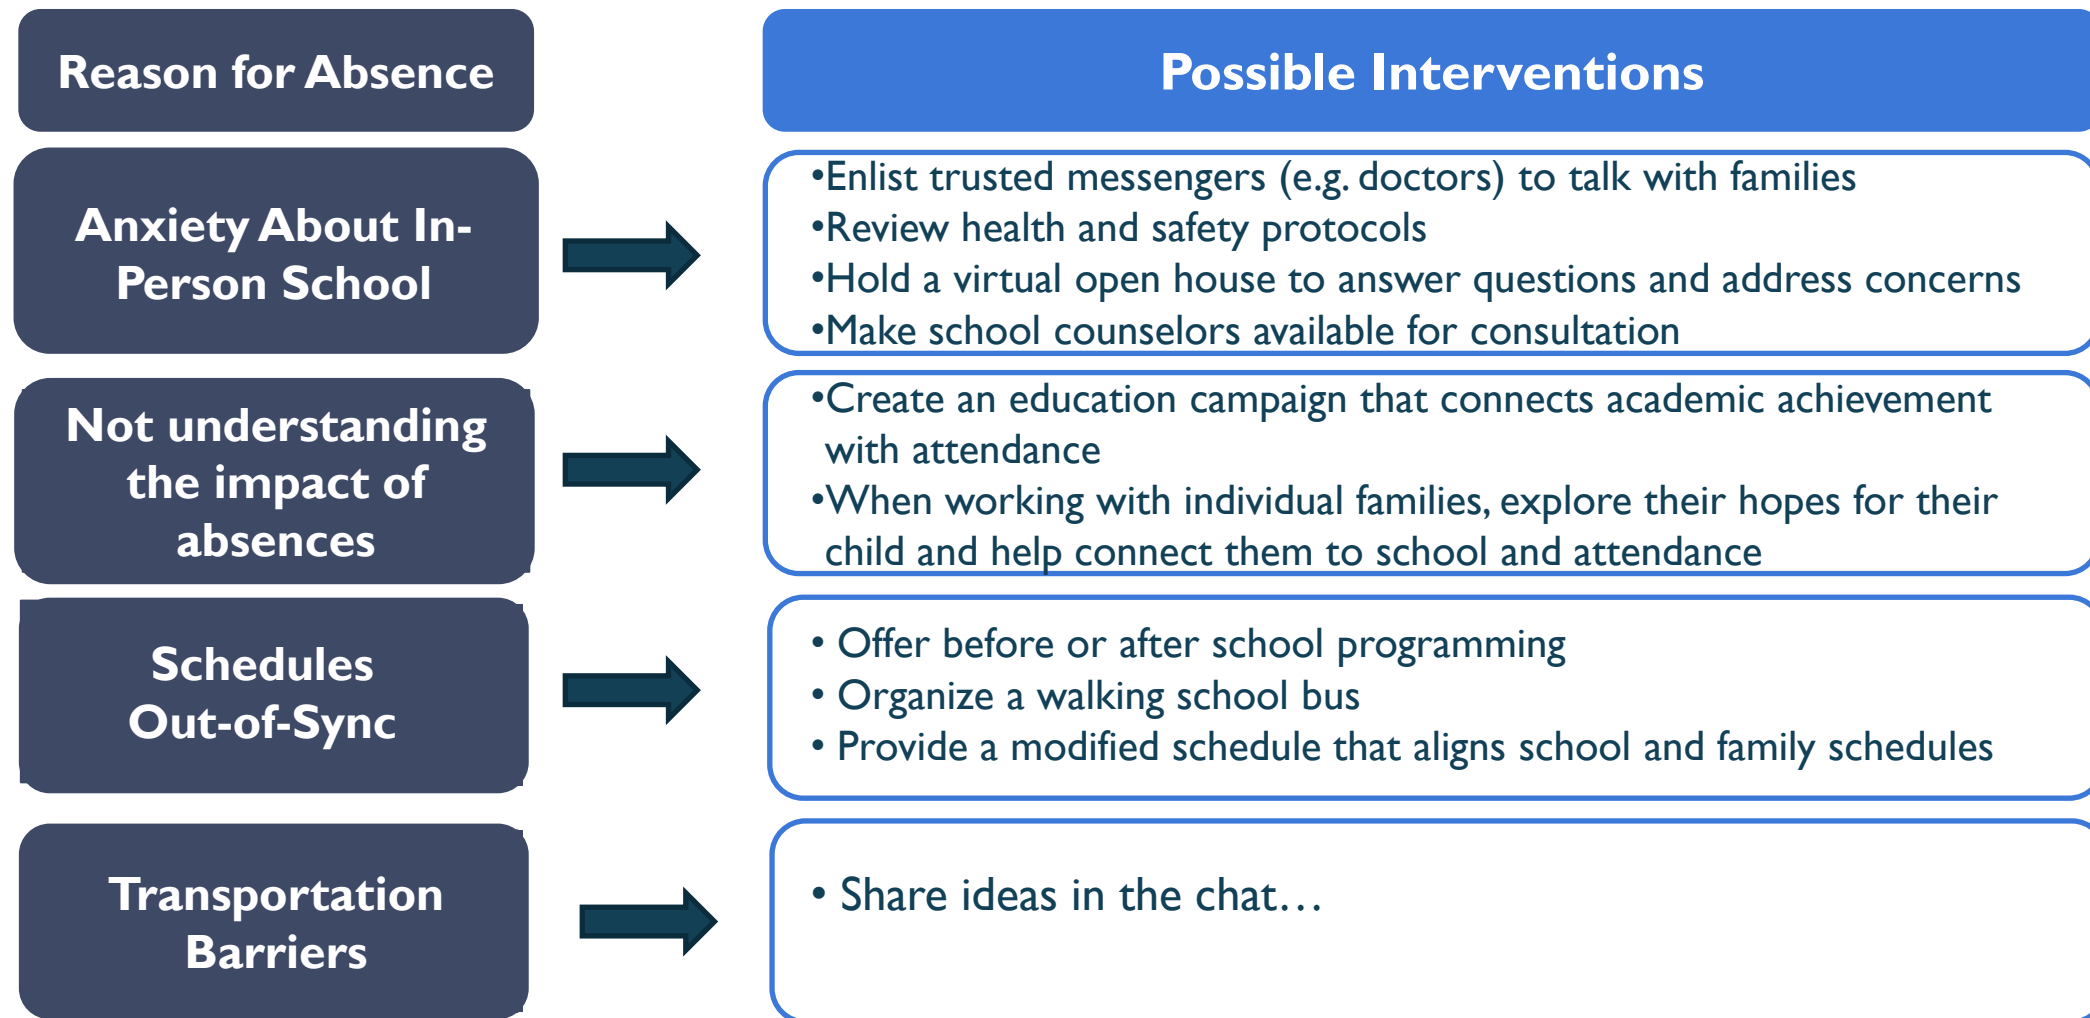 Reason for Absence
Possible Interventions
Anxiety About In-
Person School
•Enlist trusted messengers (e.g. doctors) to talk with families
•Review health and safety protocols
•Hold a virtual open house to answer questions and address concerns
•Make school counselors available for consultation
Not understanding
the impact of
absences
•Create an education campaign that connects academic achievement
with attendance
•When working with individual families, explore their hopes for their
child and help connect them to school and attendance
Schedules
Out-of-Sync
• Offer before or after school programming
• Organize a walking school bus
• Provide a modified schedule that aligns school and family schedules
Transportation
Barriers
• Share ideas in the chat…